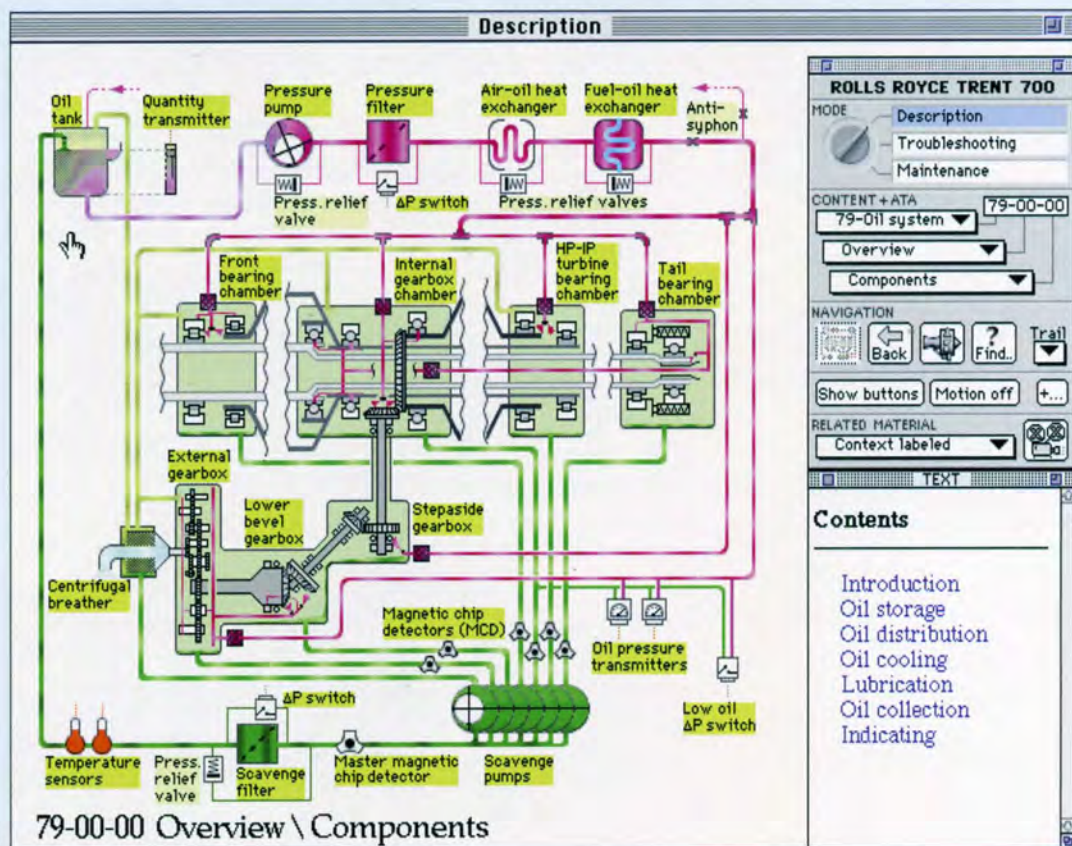 Description
Oil
tank
Quantity
transmitter
Pressure
pump
Pressure
filter
Air-oil heat
exchanger
Fuel-oil heat
exchanger
Anti-
syphon
Press. relief
valve
ΔP switch
Press. relief valves
Front
bearing
chamber
Internal
gearbox
chamber
HP-IP
turbine
bearing
chamber
Tail
bearing
chamber
External
gearbox
Lower
bevel
gearbox
Stepaside
gearbox
Centrifugal
breather
Magnetic chip
detectors (MCD)
Oil pressure
transmitters
Low oil
ΔP switch
ΔP switch
Temperature
sensors
Press.
relief
valve
Scavenge
filter
Master magnetic
chip detector
Scavenge
pumps
79-00-00 Overview \ Components
ROLLS ROYCE TRENT 700
MODE
Description
Troubleshooting
Maintenance
CONTENT + ATA
79-00-00
79-Oil system
Overview
Components
NAVIGATION
Back
?
Find..
Trail
Show buttons
Motion off
+...
RELATED MATERIAL
Context labeled
TEXT
Contents
Introduction
Oil storage
Oil distribution
Oil cooling
Lubrication
Oil collection
Indicating